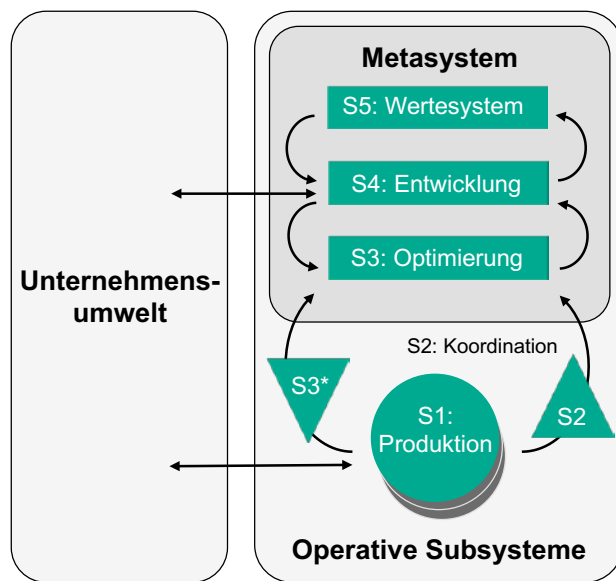 Metasystem
S5: Wertesystem
S4: Entwicklung
S3: Optimierung
Unternehmens-
umwelt
S2: Koordination
S3*
S1:
Produktion
S2
Operative Subsysteme